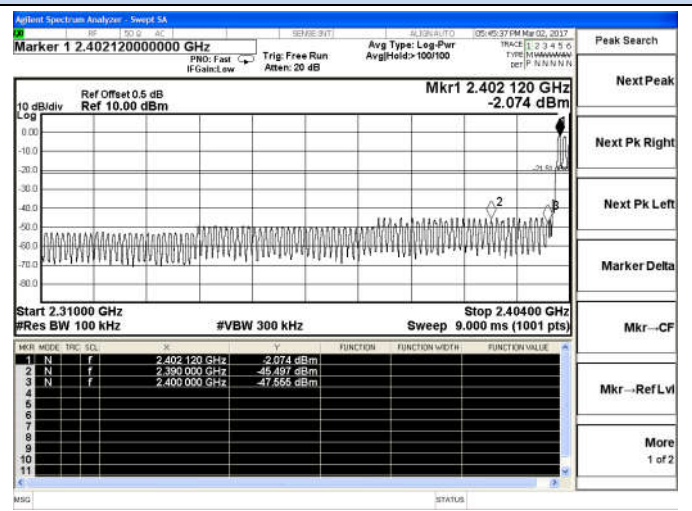 Agilent Spectrum Analyzer - Swept SA
RF 50 Ω AC SENSE:INT ALIGN AUTO 05:45:37 PM Mar 02, 2017
Marker 1 2.402120000000 GHz
PNO: Fast
IFGain:Low
Trig: Free Run
Atten: 20 dB
Avg Type: Log-Pwr
Avg|Hold:> 100/100
TRACE 1 2 3 4 5 6
TYPE M
DET P N N N N N
Peak Search
Ref Offset 0.5 dB
10 dB/div Ref 10.00 dBm
Log
Mkr1 2.402 120 GHz
-2.074 dBm
0.00
-10.0
-20.0
-30.0
-40.0
-50.0
-60.0
-70.0
-80.0
2
3
Start 2.31000 GHz Stop 2.40400 GHz
#Res BW 100 kHz #VBW 300 kHz Sweep 9.000 ms (1001 pts)
MKR MODE TRC SCL X Y FUNCTION FUNCTION WIDTH FUNCTION VALUE
1 N f 2.402 120 GHz -2.074 dBm
2 N f 2.390 000 GHz -45.497 dBm
3 N f 2.400 000 GHz -47.555 dBm
4
5
6
7
8
9
10
11
MSG STATUS
Next Peak
Next Pk Right
Next Pk Left
Marker Delta
Mkr→CF
Mkr→Ref Lvl
More
1 of 2